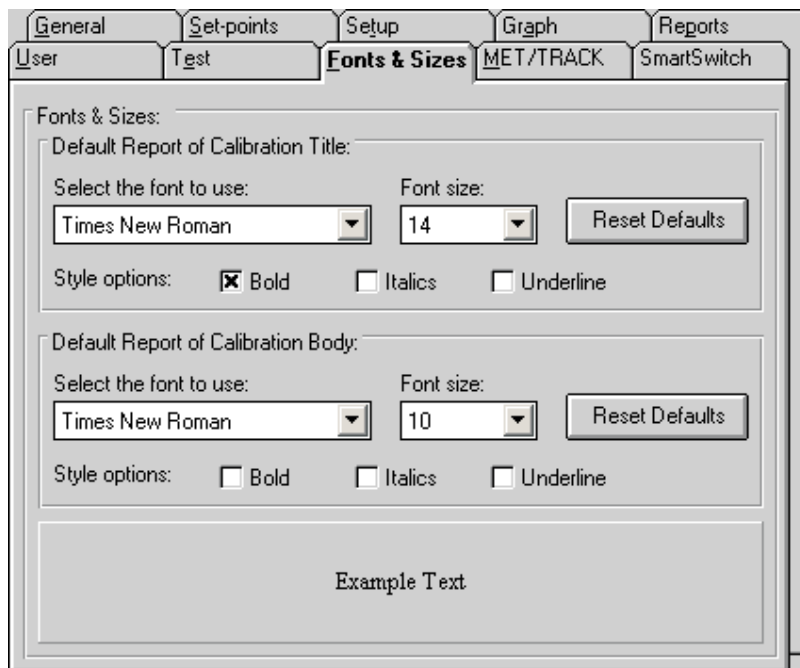 General Set-points Setup Graph Reports
User Test Fonts & Sizes MET/TRACK SmartSwitch
Fonts & Sizes:
Default Report of Calibration Title:
Select the font to use: Font size:
Times New Roman 14 Reset Defaults
Style options: Bold Italics Underline
Default Report of Calibration Body:
Select the font to use: Font size:
Times New Roman 10 Reset Defaults
Style options: Bold Italics Underline
Example Text